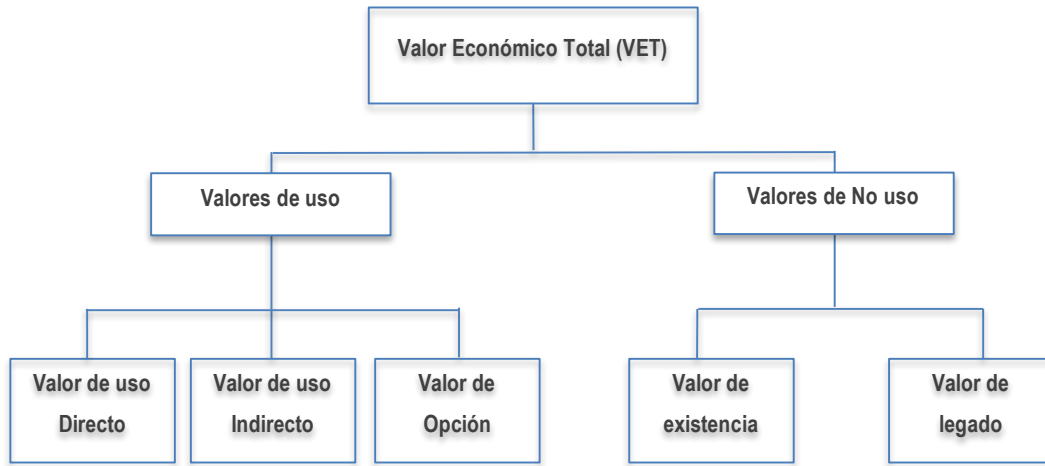 Valor Económico Total (VET)
Valores de uso
Valores de No uso
Valor de uso
Directo
Valor de uso
Indirecto
Valor de
Opción
Valor de
existencia
Valor de
legado